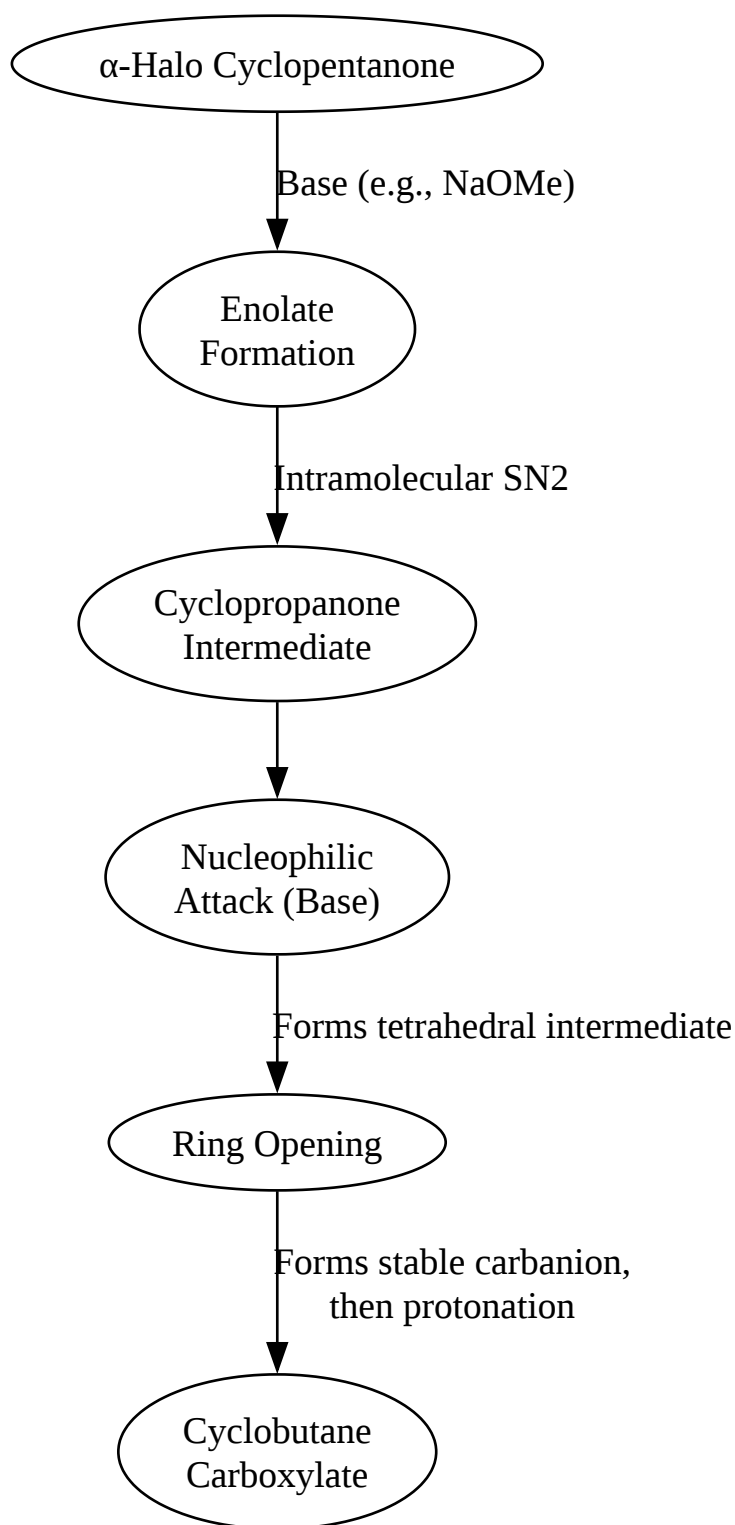 α-Halo Cyclopentanone
Base (e.g., NaOMe)
Enolate
Formation
Intramolecular SN2
Cyclopropanone
Intermediate
Nucleophilic
Attack (Base)
Forms tetrahedral intermediate
Ring Opening
Forms stable carbanion,
then protonation
Cyclobutane
Carboxylate